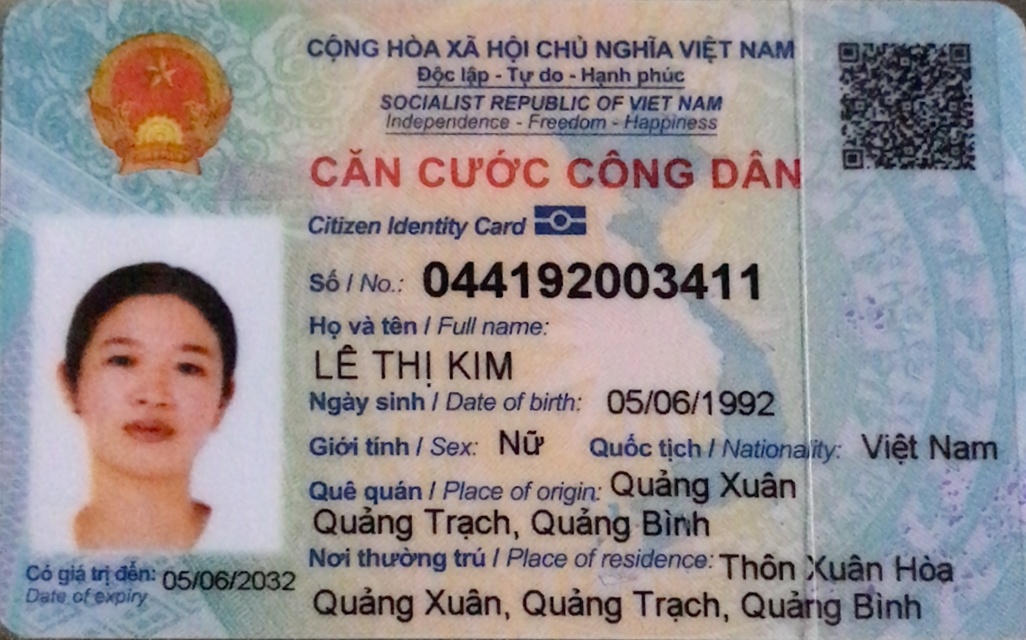 CỘNG HÒA XÃ HỘI CHỦ NGHĨA VIỆT NAM
Độc lập - Tự do - Hạnh phúc
SOCIALIST REPUBLIC OF VIET NAM
Independence - Freedom - Happiness
CĂN CƯỚC CÔNG DÂN
Citizen Identity Card
Số / No.: 044192003411
Họ và tên / Full name:
LÊ THỊ KIM
Ngày sinh / Date of birth: 05/06/1992
Giới tính / Sex: Nữ Quốc tịch / Nationality: Việt Nam
Quê quán / Place of origin: Quảng Xuân
Quảng Trạch, Quảng Bình
Nơi thường trú / Place of residence: Thôn Xuân Hòa
Quảng Xuân, Quảng Trạch, Quảng Bình
Có giá trị đến: 05/06/2032
Date of expiry